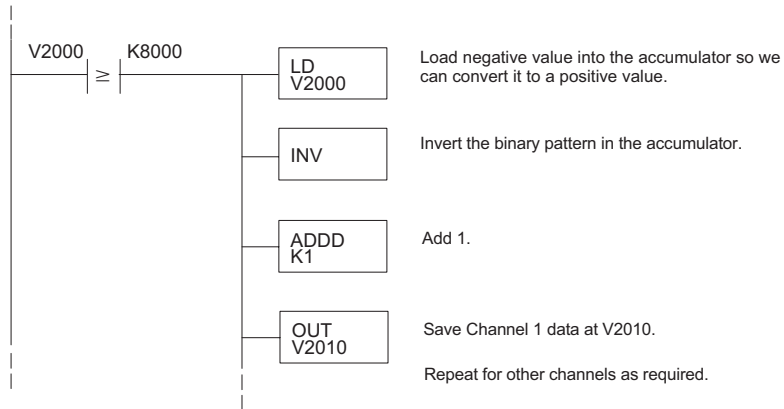 V2000 ≥ K8000
LD
V2000
Load negative value into the accumulator so we
can convert it to a positive value.
INV
Invert the binary pattern in the accumulator.
ADDD
K1
Add 1.
OUT
V2010
Save Channel 1 data at V2010.
Repeat for other channels as required.